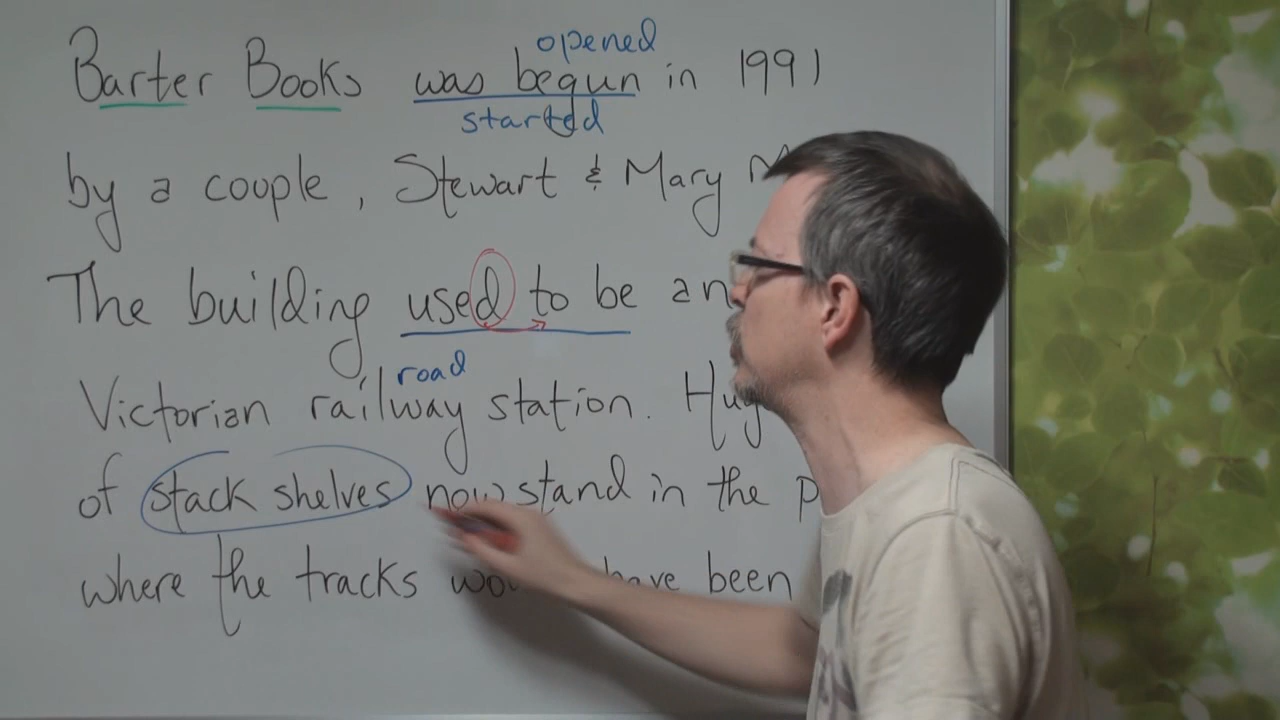 opened
Barter Books was begun in 1991
started
by a couple, Stewart & Mary
The building used to be an
road
Victorian railway station.
of stack shelves now stand in the
where the tracks have been